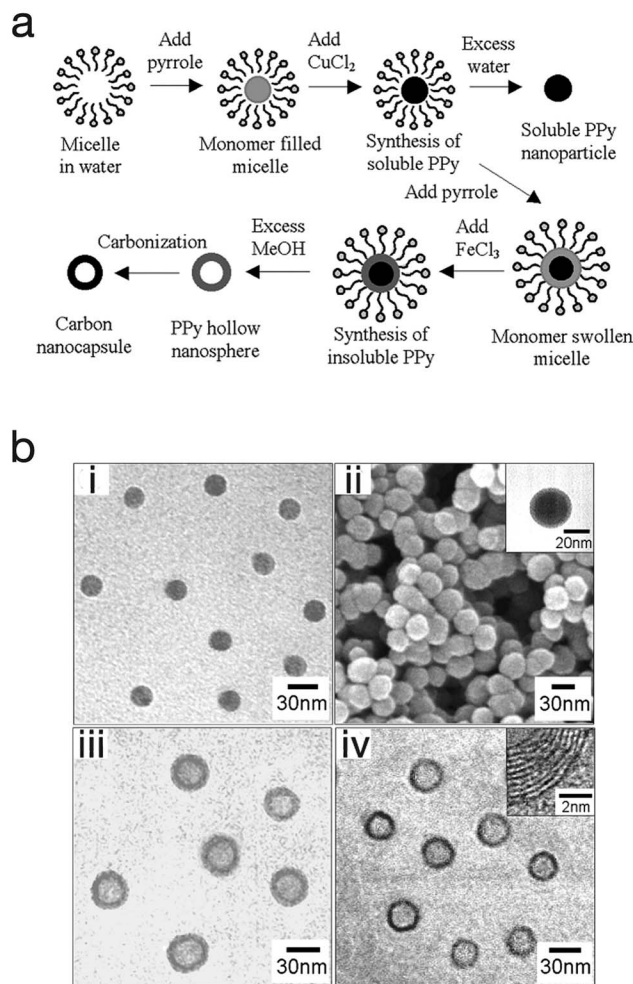 a
Add
pyrrole
Add
CuCl₂
Excess
water
Micelle
in water
Monomer filled
micelle
Synthesis of
soluble PPy
Soluble PPy
nanoparticle
Add pyrrole
Carbonization
Excess
MeOH
Add
FeCl₃
Carbon
nanocapsule
PPy hollow
nanosphere
Synthesis of
insoluble PPy
Monomer swollen
micelle
b
i
30nm
ii
20nm
30nm
iii
30nm
iv
2nm
30nm